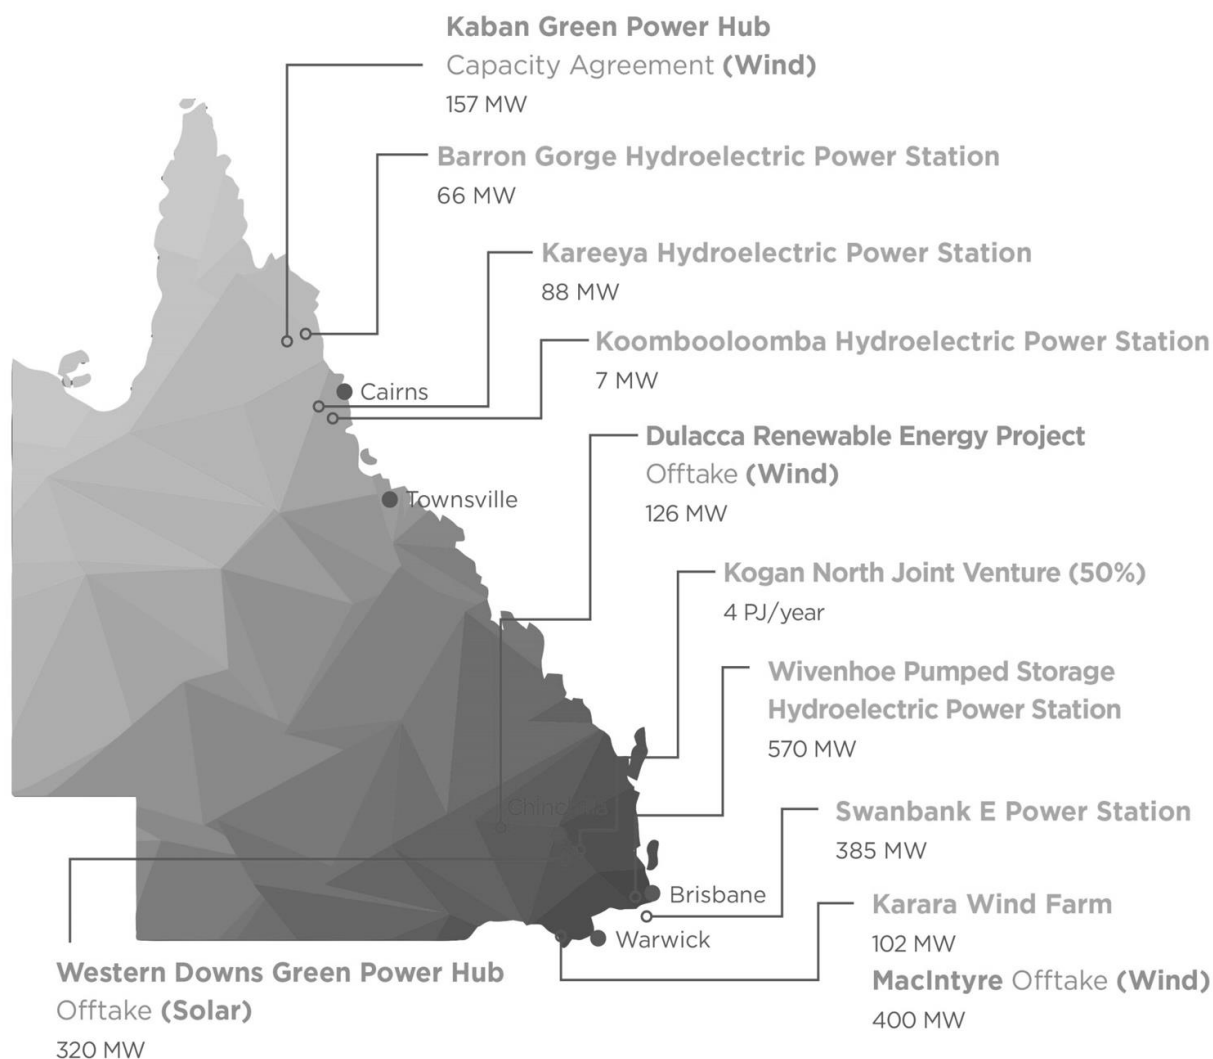 Kaban Green Power Hub
Capacity Agreement (Wind)
157 MW
Barron Gorge Hydroelectric Power Station
66 MW
Kareeya Hydroelectric Power Station
88 MW
Koombooloomba Hydroelectric Power Station
7 MW
Cairns
Dulacca Renewable Energy Project
Offtake (Wind)
126 MW
Townsville
Kogan North Joint Venture (50%)
4 PJ/year
Wivenhoe Pumped Storage
Hydroelectric Power Station
570 MW
Chinchilla
Swanbank E Power Station
385 MW
Brisbane
Karara Wind Farm
102 MW
Warwick
MacIntyre Offtake (Wind)
400 MW
Western Downs Green Power Hub
Offtake (Solar)
320 MW